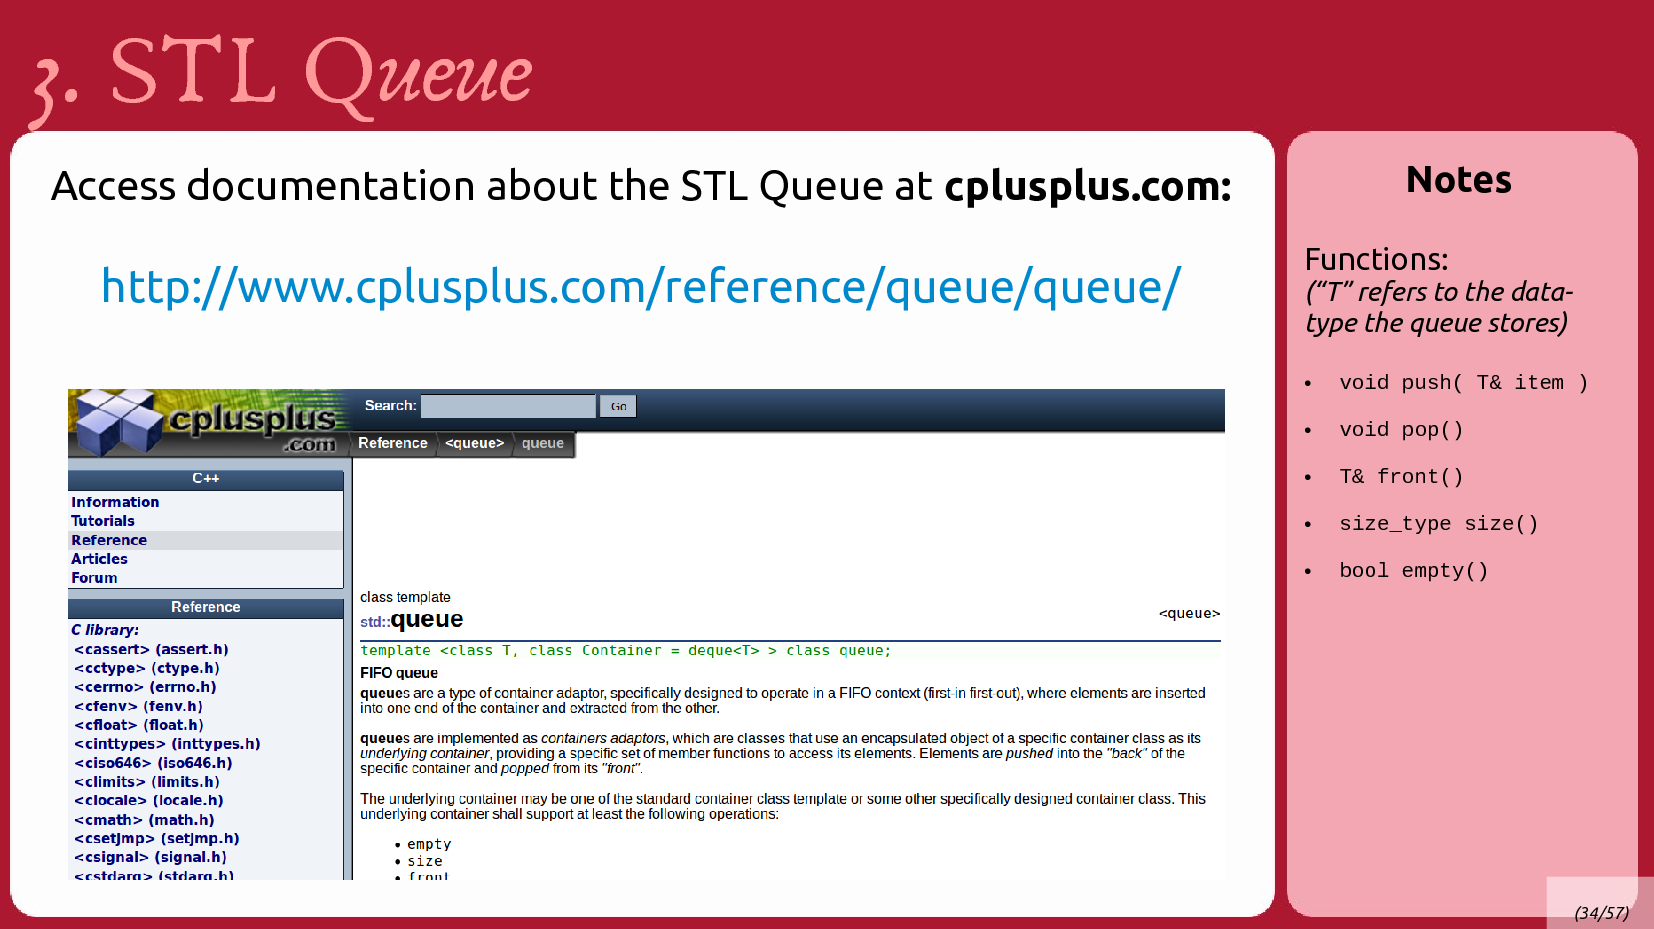 3. STL Queue
Access documentation about the STL Queue at cplusplus.com:
http://www.cplusplus.com/reference/queue/queue/
cplusplus
.com
Search:
Go
Reference
<queue>
queue
C++
Information
Tutorials
Reference
Articles
Forum
Reference
C library:
<cassert> (assert.h)
<cctype> (ctype.h)
<cerrno> (errno.h)
<cfenv> (fenv.h)
<cfloat> (float.h)
<cinttypes> (inttypes.h)
<ciso646> (iso646.h)
<climits> (limits.h)
<clocale> (locale.h)
<cmath> (math.h)
<csetjmp> (setjmp.h)
<csignal> (signal.h)
<cstdarg> (stdarg.h)
class template
std::queue
<queue>
template <class T, class Container = deque<T> > class queue;
FIFO queue
queues are a type of container adaptor, specifically designed to operate in a FIFO context (first-in first-out), where elements are inserted
into one end of the container and extracted from the other.
queues are implemented as containers adaptors, which are classes that use an encapsulated object of a specific container class as its
underlying container, providing a specific set of member functions to access its elements. Elements are pushed into the "back" of the
specific container and popped from its "front".
The underlying container may be one of the standard container class template or some other specifically designed container class. This
underlying container shall support at least the following operations:
• empty
• size
• front
Notes
Functions:
(“T” refers to the data-
type the queue stores)
• void push( T& item )
• void pop()
• T& front()
• size_type size()
• bool empty()
(34/57)